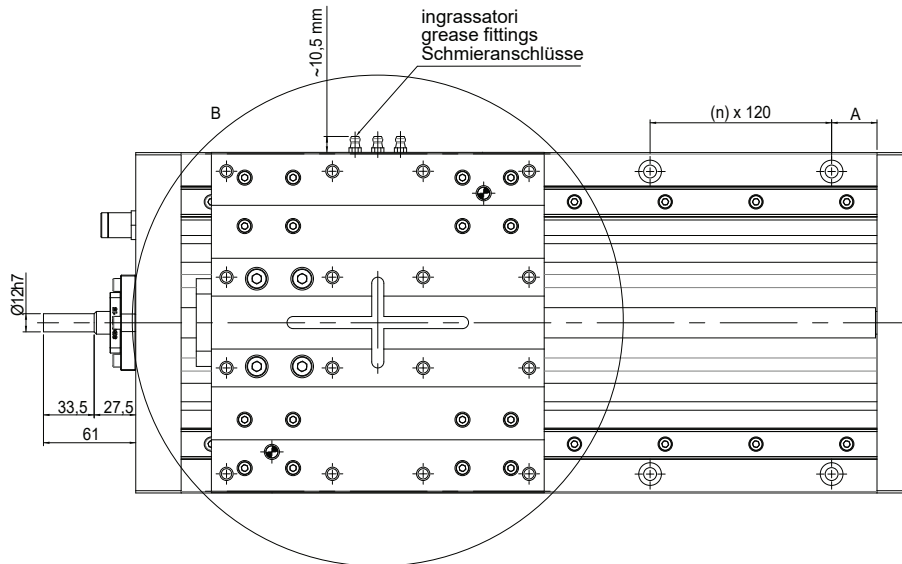 ingrassatori
grease fittings
Schmieranschlüsse
~10,5 mm
B
(n) x 120
A
Ø12h7
33,5
27,5
61